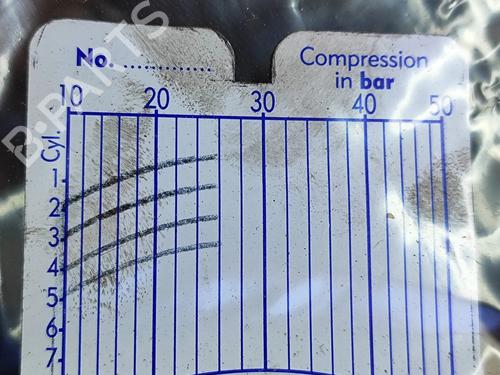 No. ..............
Compression
in bar
10 20 30 40 50
Cyl.
1
2
3
4
5
6
7
B-PARTS